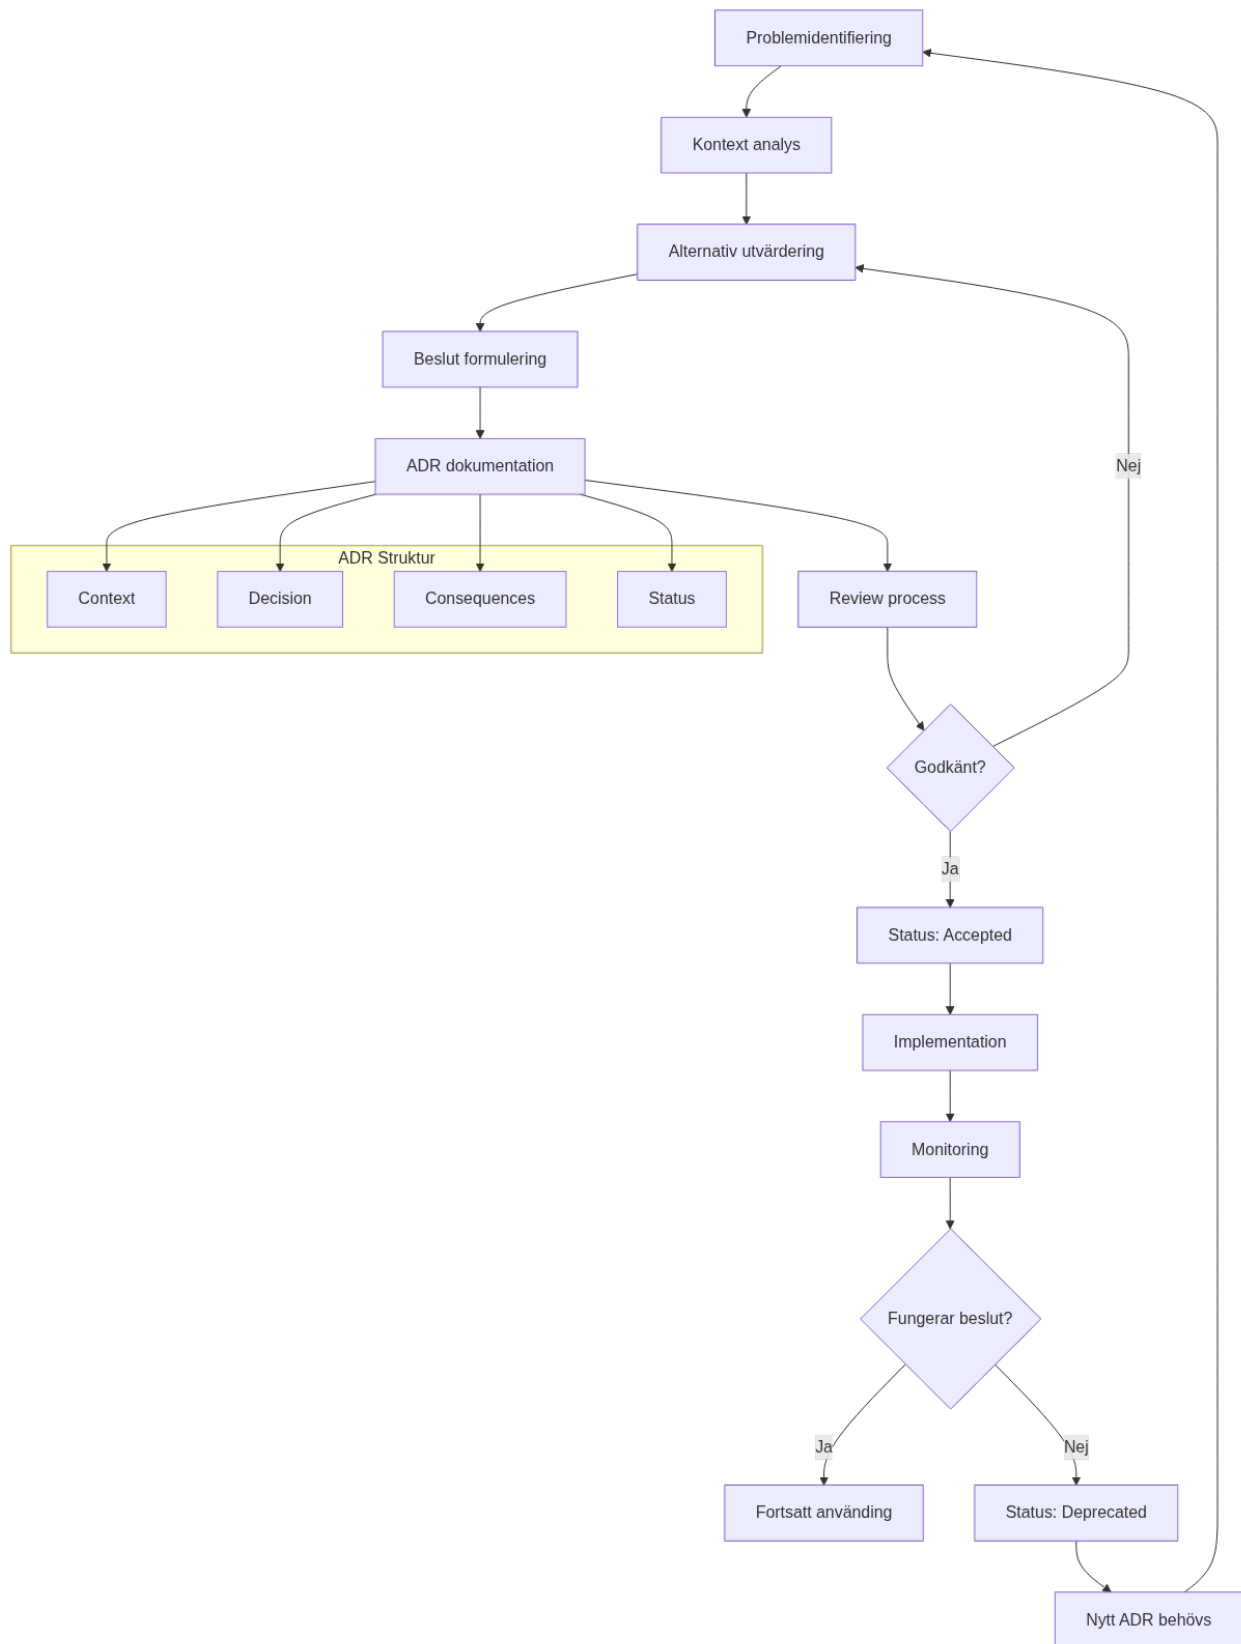 Problemidentifiering
Kontext analys
Alternativ utvärdering
Beslut formulering
ADR dokumentation
Nej
ADR Struktur
Context
Decision
Consequences
Status
Review process
Godkänt?
Ja
Status: Accepted
Implementation
Monitoring
Fungerar beslut?
Ja
Nej
Fortsatt använding
Status: Deprecated
Nytt ADR behövs